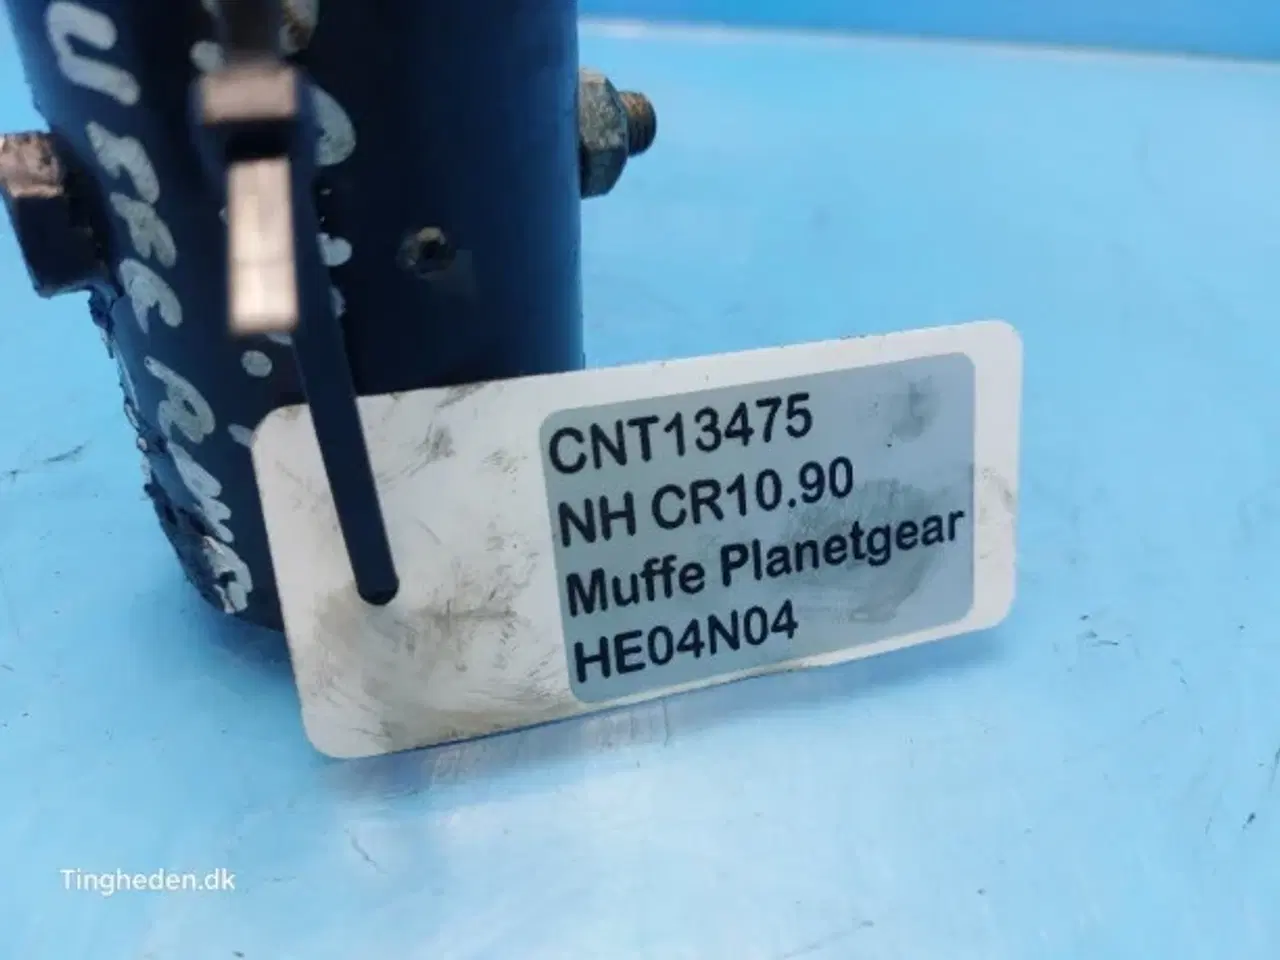 CNT13475
NH CR10.90
Muffe Planetgear
HE04N04
Tingheden.dk